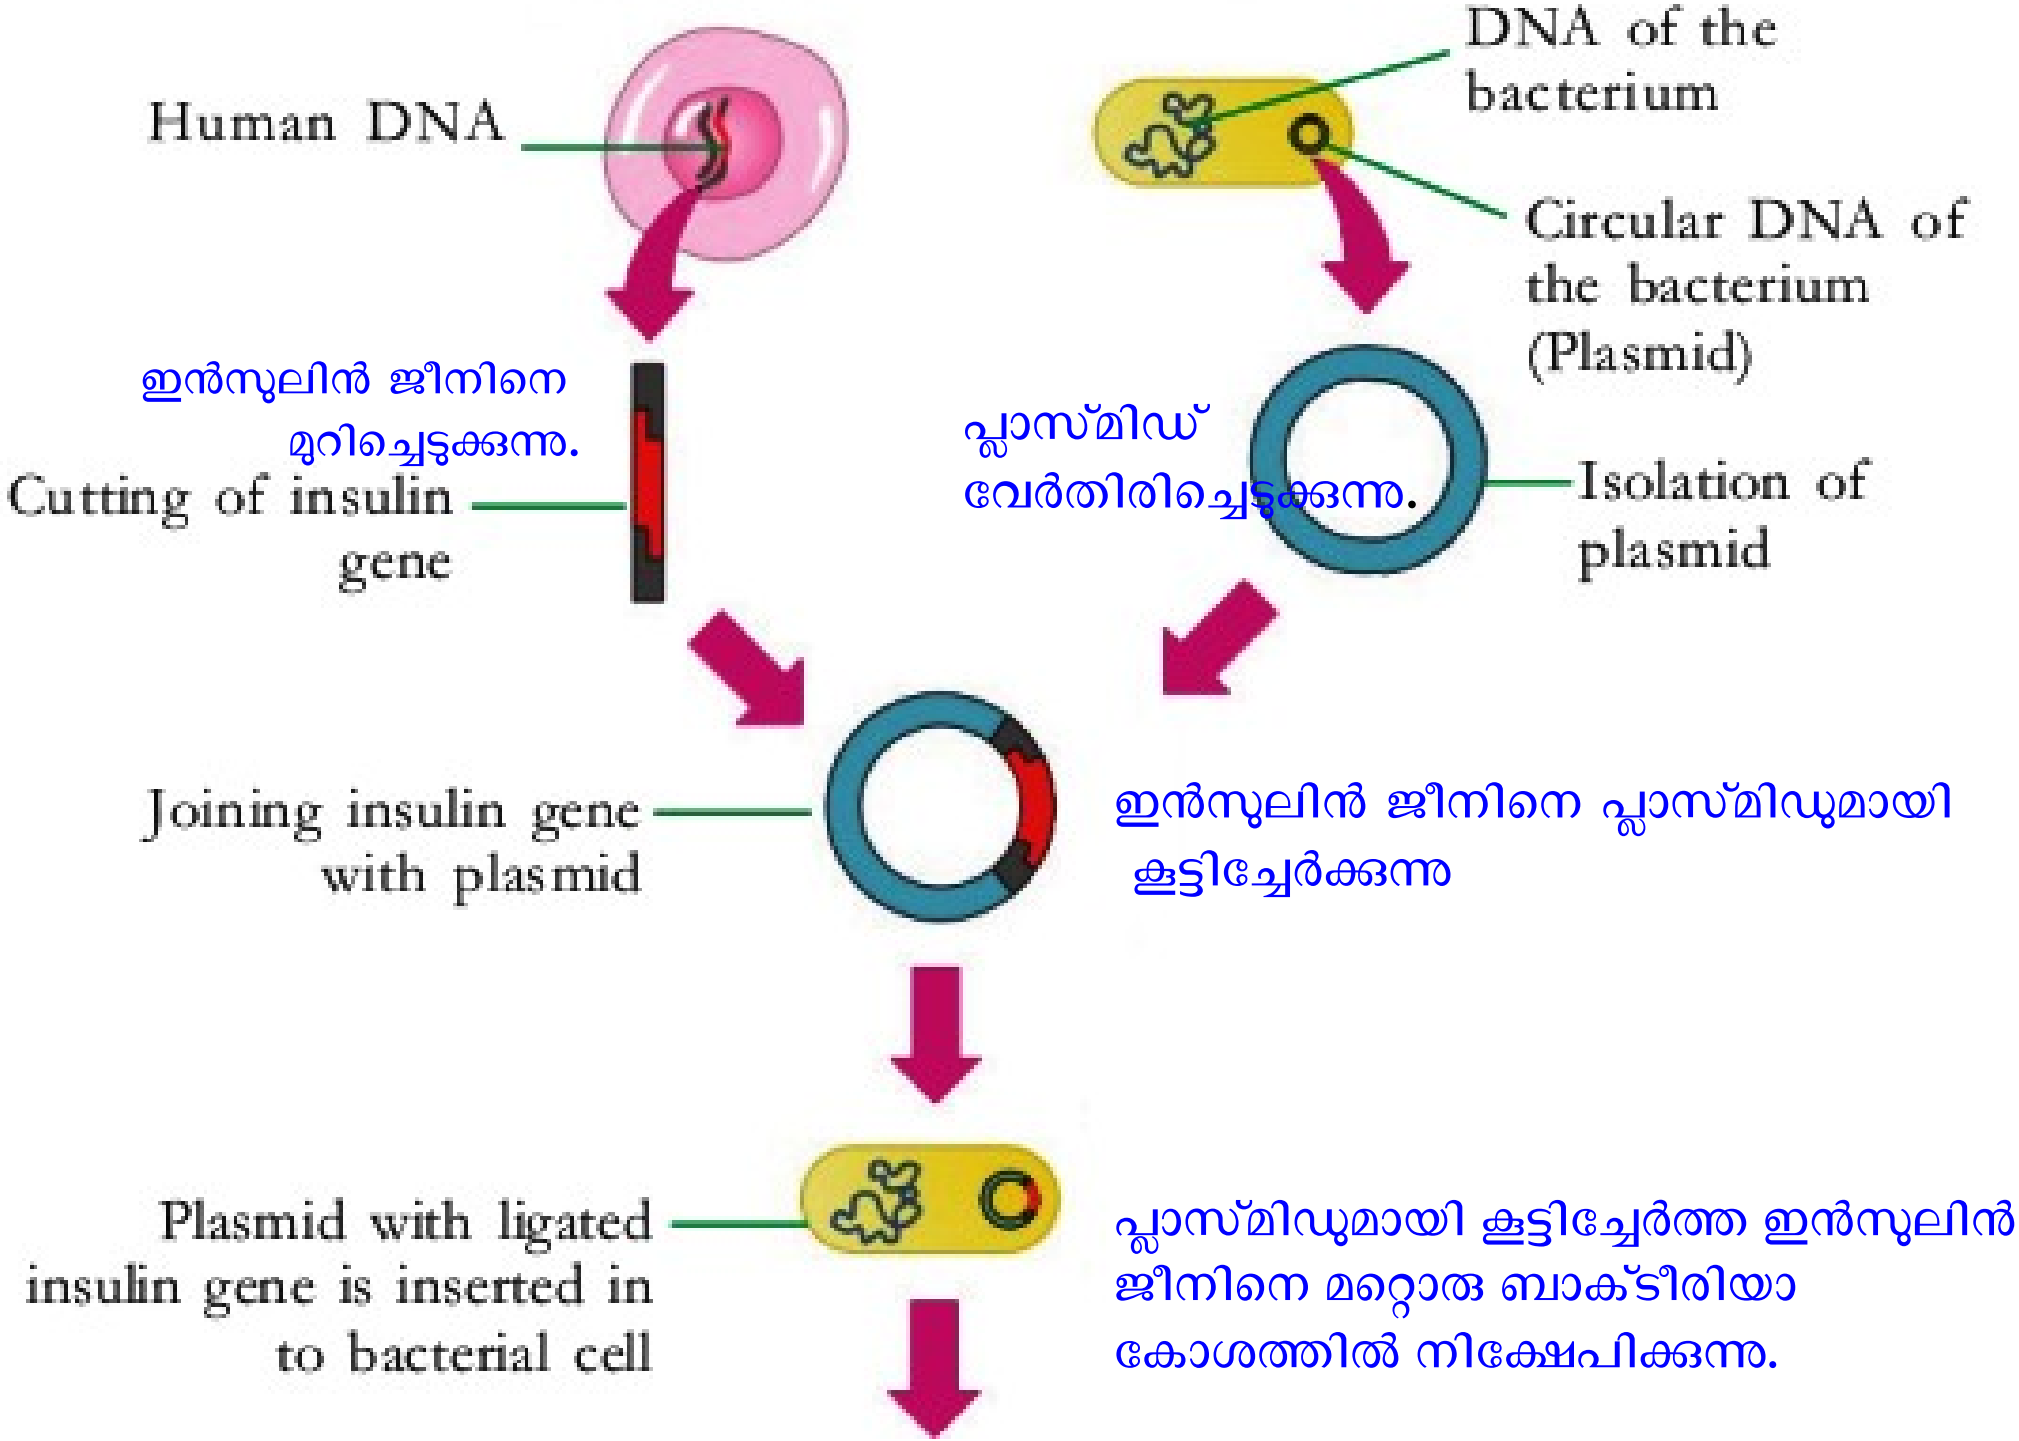 Human DNA
DNA of the
bacterium
Circular DNA of
the bacterium
(Plasmid)
ഇൻസുലിൻ ജീനിനെ
മുറിച്ചെടുക്കുന്നു.
Cutting of insulin
gene
പ്ലാസ്മിഡ്
വേർതിരിച്ചെടുക്കുന്നു.
Isolation of
plasmid
Joining insulin gene
with plasmid
ഇൻസുലിൻ ജീനിനെ പ്ലാസ്മിഡുമായി
കൂട്ടിച്ചേർക്കുന്നു
Plasmid with ligated
insulin gene is inserted in
to bacterial cell
പ്ലാസ്മിഡുമായി കൂട്ടിച്ചേർത്ത ഇൻസുലിൻ
ജീനിനെ മറ്റൊരു ബാക്ടീരിയാ
കോശത്തിൽ നിക്ഷേപിക്കുന്നു.